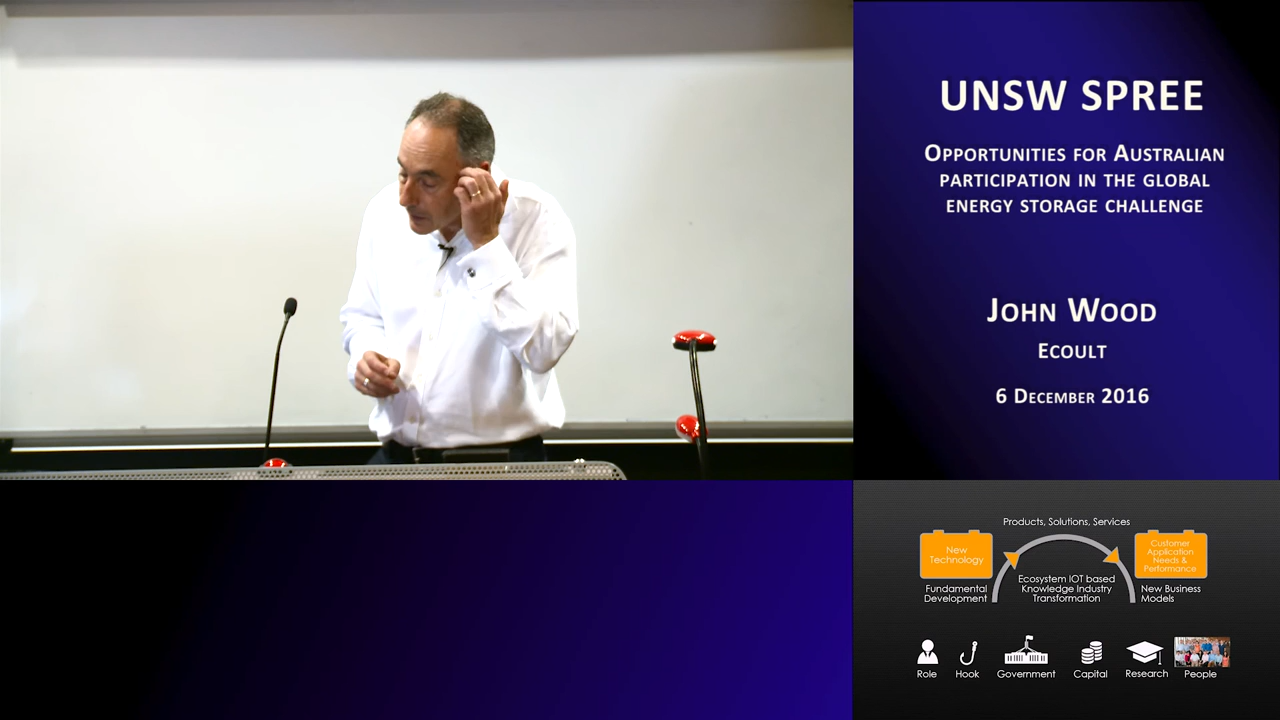 UNSW SPREE
Opportunities for Australian
participation in the global
energy storage challenge
John Wood
Ecoult
6 December 2016
Products, Solutions, Services
New
Technology
Customer
Application
Needs &
Performance
Ecosystem IOT based
Knowledge Industry
Transformation
Fundamental
Development
New Business
Models
Role
Hook
Government
Capital
Research
People